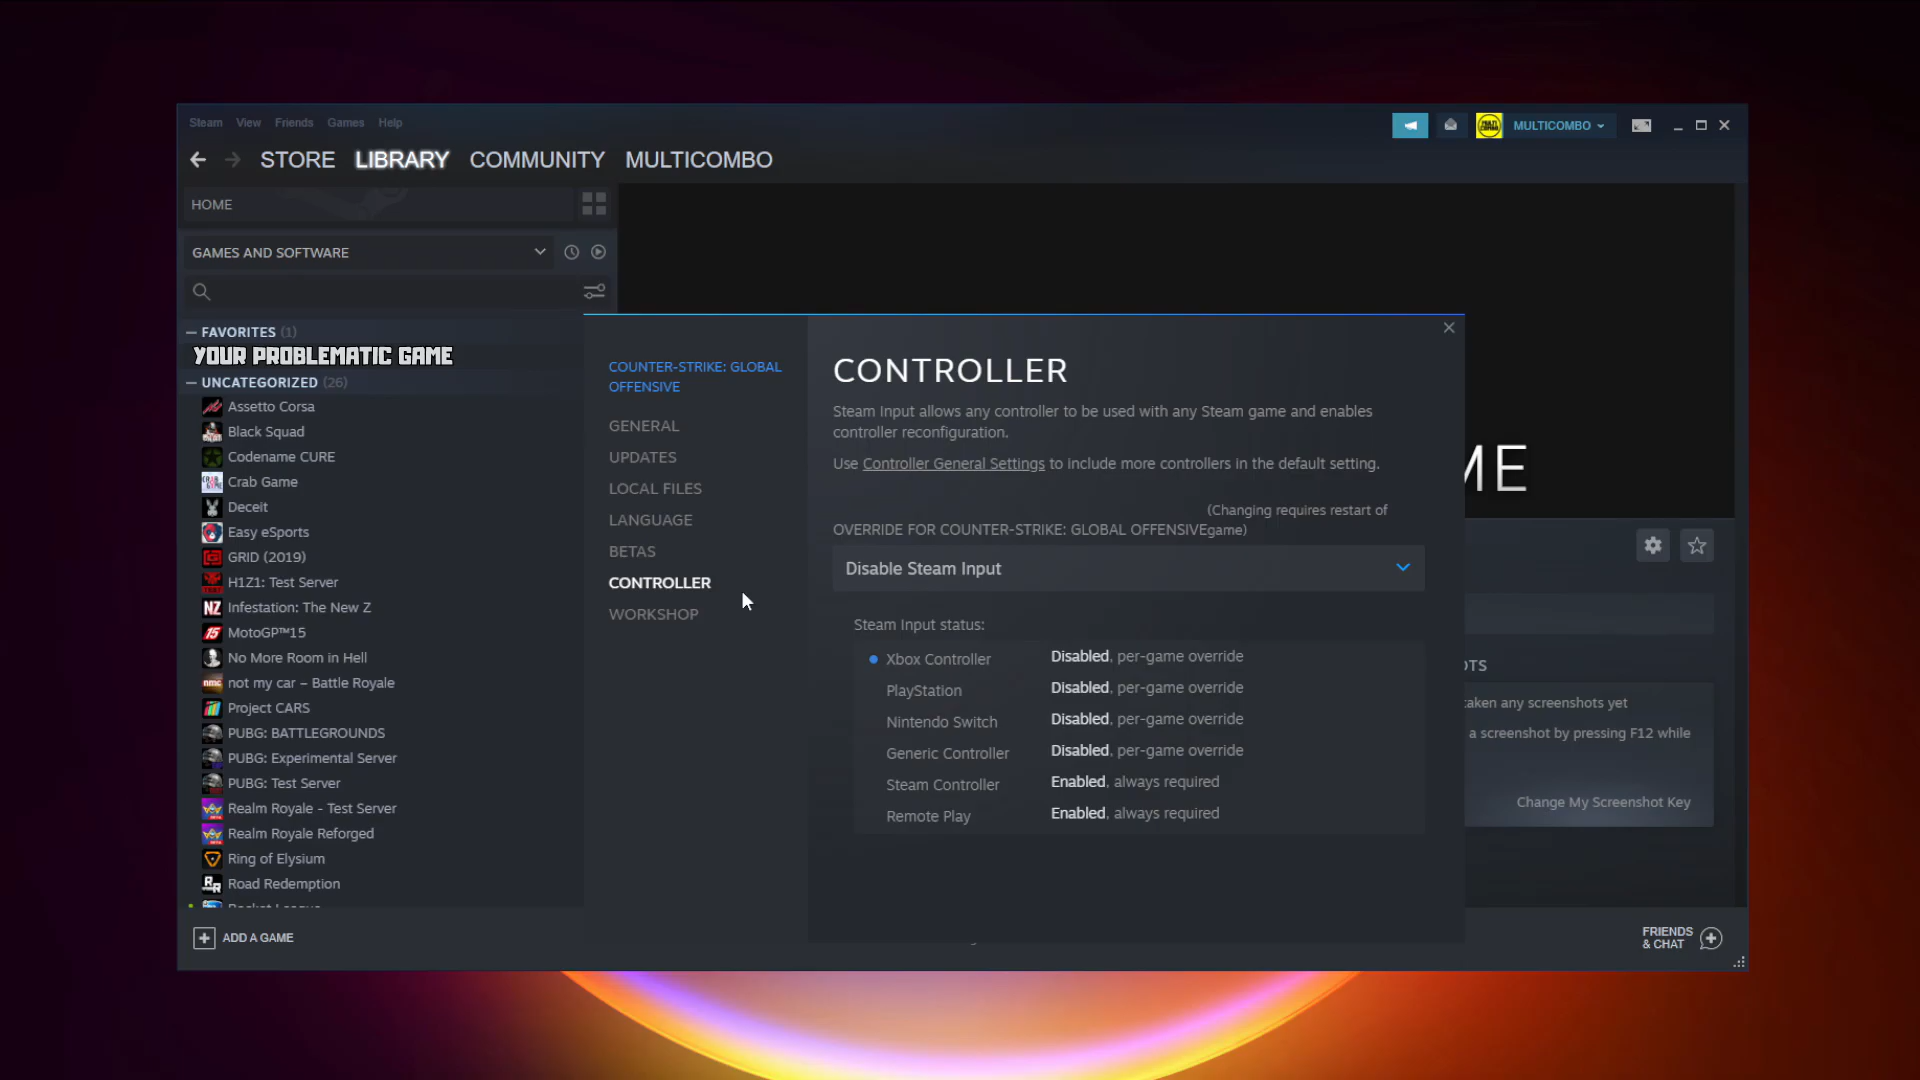 Steam View Friends Games Help
MULTICOMBO
STORE LIBRARY COMMUNITY MULTICOMBO
HOME
GAMES AND SOFTWARE
FAVORITES (1)
YOUR PROBLEMATIC GAME
UNCATEGORIZED (26)
Assetto Corsa
Black Squad
Codename CURE
Crab Game
Deceit
Easy eSports
GRID (2019)
H1Z1: Test Server
Infestation: The New Z
MotoGP™15
No More Room in Hell
not my car – Battle Royale
Project CARS
PUBG: BATTLEGROUNDS
PUBG: Experimental Server
PUBG: Test Server
Realm Royale - Test Server
Realm Royale Reforged
Ring of Elysium
Road Redemption
Rocket League
ADD A GAME
COUNTER-STRIKE: GLOBAL
OFFENSIVE
GENERAL
UPDATES
LOCAL FILES
LANGUAGE
BETAS
CONTROLLER
WORKSHOP
CONTROLLER
Steam Input allows any controller to be used with any Steam game and enables
controller reconfiguration.
Use Controller General Settings to include more controllers in the default setting.
(Changing requires restart of
OVERRIDE FOR COUNTER-STRIKE: GLOBAL OFFENSIVEgame)
Disable Steam Input
Steam Input status:
Xbox Controller Disabled, per-game override
PlayStation Disabled, per-game override
Nintendo Switch Disabled, per-game override
Generic Controller Disabled, per-game override
Steam Controller Enabled, always required
Remote Play Enabled, always required
ME
OTS
taken any screenshots yet
a screenshot by pressing F12 while
Change My Screenshot Key
FRIENDS
& CHAT